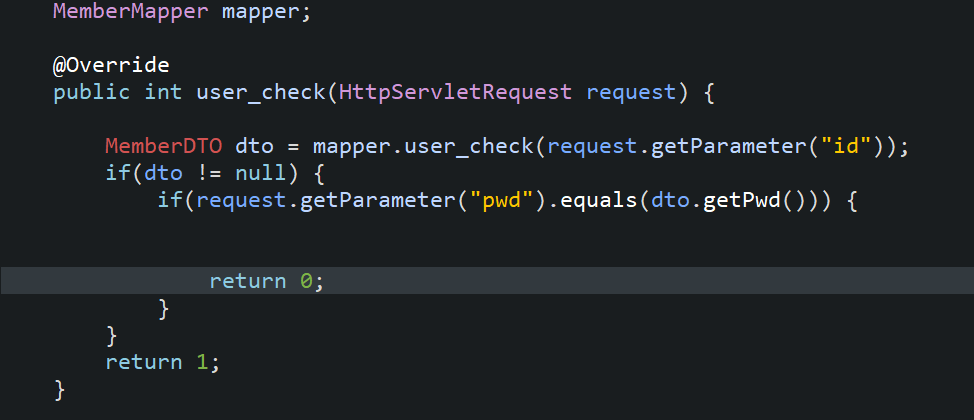 MemberMapper mapper;
@Override
public int user_check(HttpServletRequest request) {
MemberDTO dto = mapper.user_check(request.getParameter("id"));
if(dto != null) {
if(request.getParameter("pwd").equals(dto.getPwd())) {
return 0;
}
}
return 1;
}